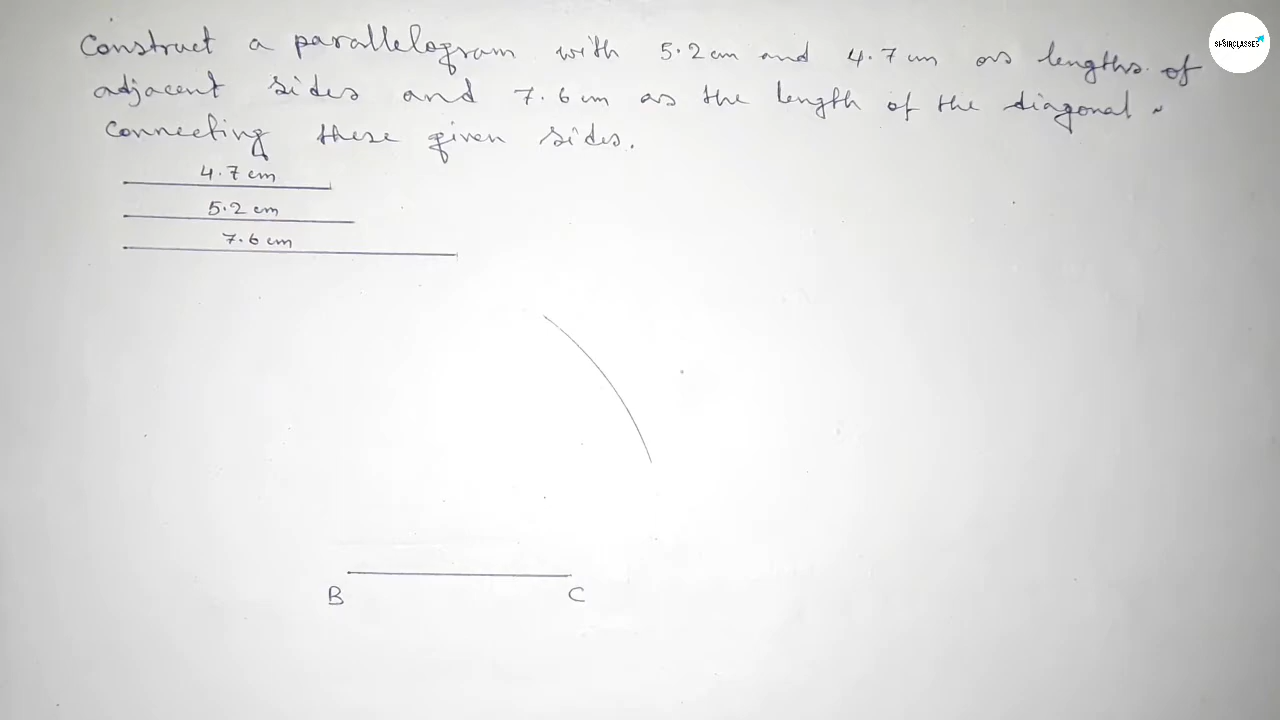 Construct a parallelogram with 5.2 cm and 4.7 cm as lengths of
adjacent sides and 7.6 cm as the length of the diagonal
connecting these given sides.
4.7 cm
5.2 cm
7.6 cm
B C
SHSIRCLASSES